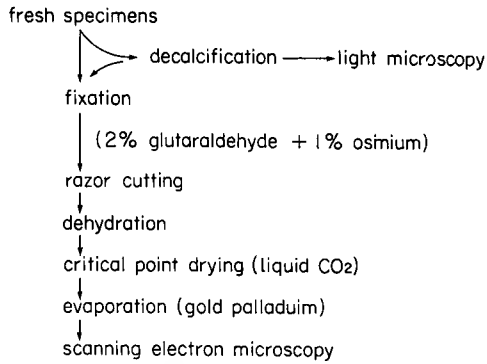 fresh specimens
decalcification light microscopy
fixation
(2% glutaraldehyde + 1% osmium)
razor cutting
dehydration
critical point drying (liquid CO2)
evaporation (gold palladuim)
scanning electron microscopy